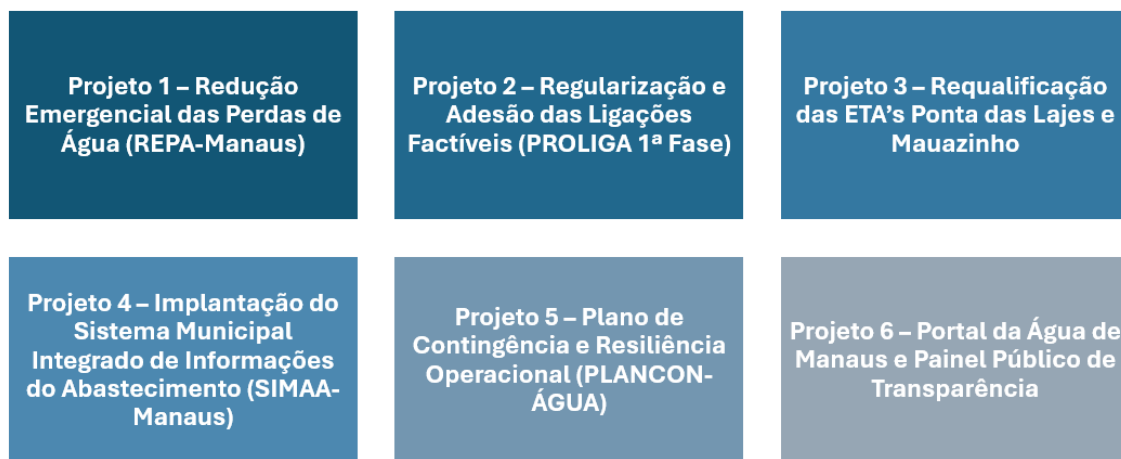 Projeto 1 – Redução
Emergencial das Perdas de
Água (REPA-Manaus)
Projeto 2 – Regularização e
Adesão das Ligações
Factíveis (PROLIGA 1ª Fase)
Projeto 3 – Requalificação
das ETA’s Ponta das Lajes e
Mauazinho
Projeto 4 – Implantação do
Sistema Municipal
Integrado de Informações
do Abastecimento (SIMAA-
Manaus)
Projeto 5 – Plano de
Contingência e Resiliência
Operacional (PLANCON-
ÁGUA)
Projeto 6 – Portal da Água de
Manaus e Painel Público de
Transparência